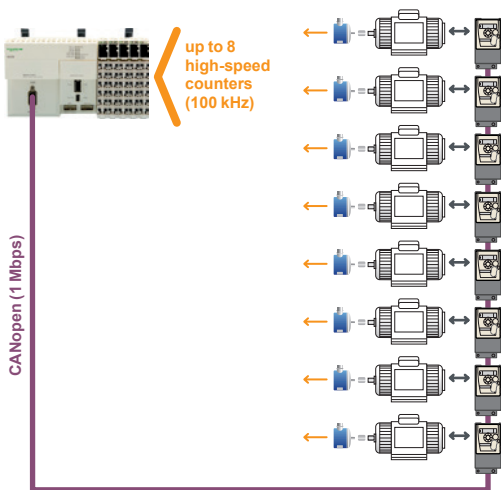 up to 8
high-speed
counters
(100 kHz)
CANopen (1 Mbps)